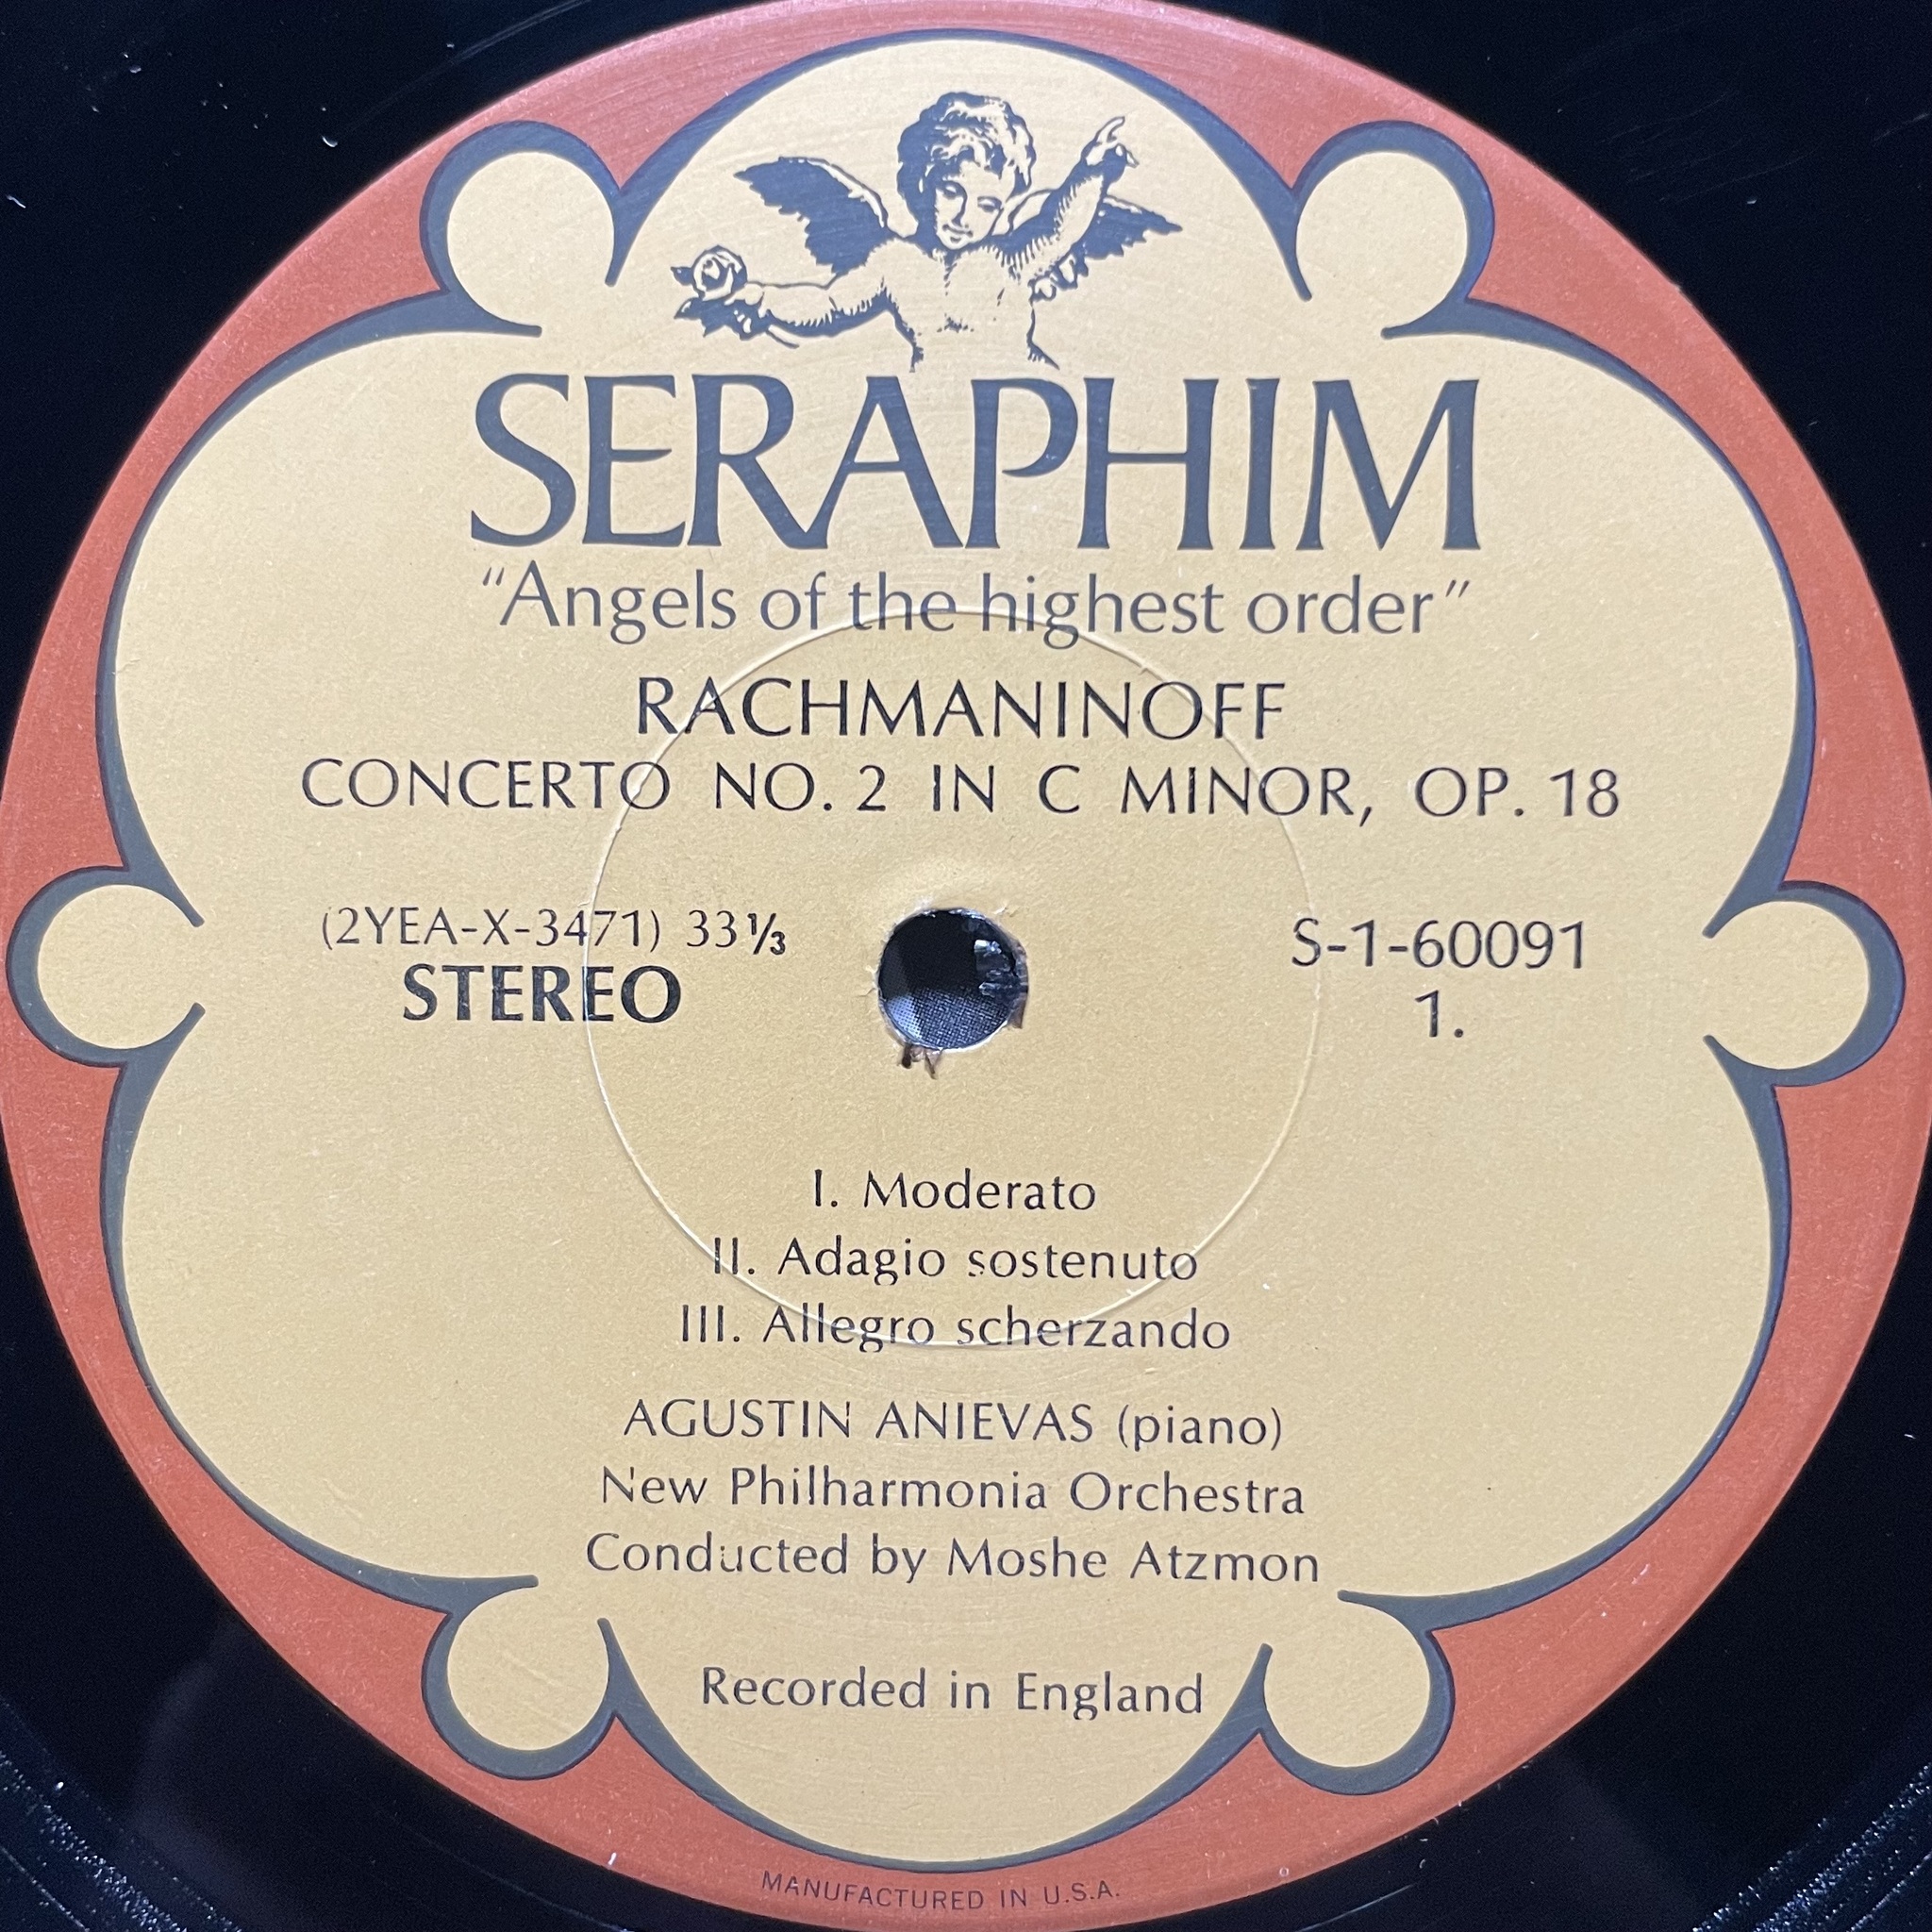 SERAPHIM
“Angels of the highest order”
RACHMANINOFF
CONCERTO NO. 2 IN C MINOR, OP. 18
(2YEA-X-3471) 33⅓
STEREO
S-1-60091
1.
I. Moderato
II. Adagio sostenuto
III. Allegro scherzando
AGUSTIN ANIEVAS (piano)
New Philharmonia Orchestra
Conducted by Moshe Atzmon
Recorded in England
MANUFACTURED IN U.S.A.